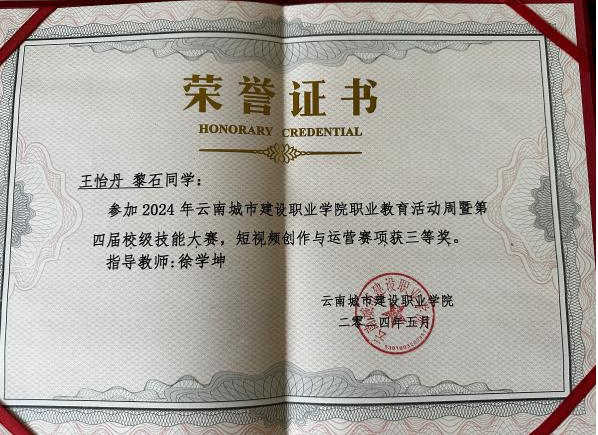 荣誉证书
HONORARY CREDENTIAL
王怡丹 黎石同学：
参加2024年云南城市建设职业学院职业教育活动周暨第
四届校级技能大赛，短视频创作与运营赛项获三等奖。
指导教师：徐学坤
云南城市建设职业学院
二零二四年五月